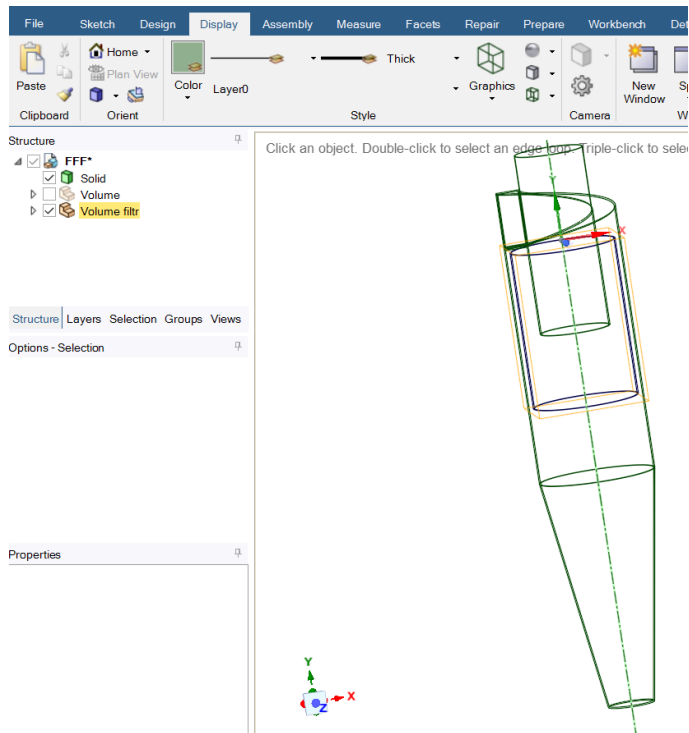 File Sketch Design Display Assembly Measure Facets Repair Prepare Workbench
Home
Plan View
Paste
Color
Layer0
Thick
Graphics
New
Window
Clipboard Orient Style Camera
Structure
Click an object. Double-click to select an edge loop. Triple-click to
FFF*
Solid
Volume
Volume filtr
Y
X
Structure Layers Selection Groups Views
Options - Selection
Properties
Y
X
Z